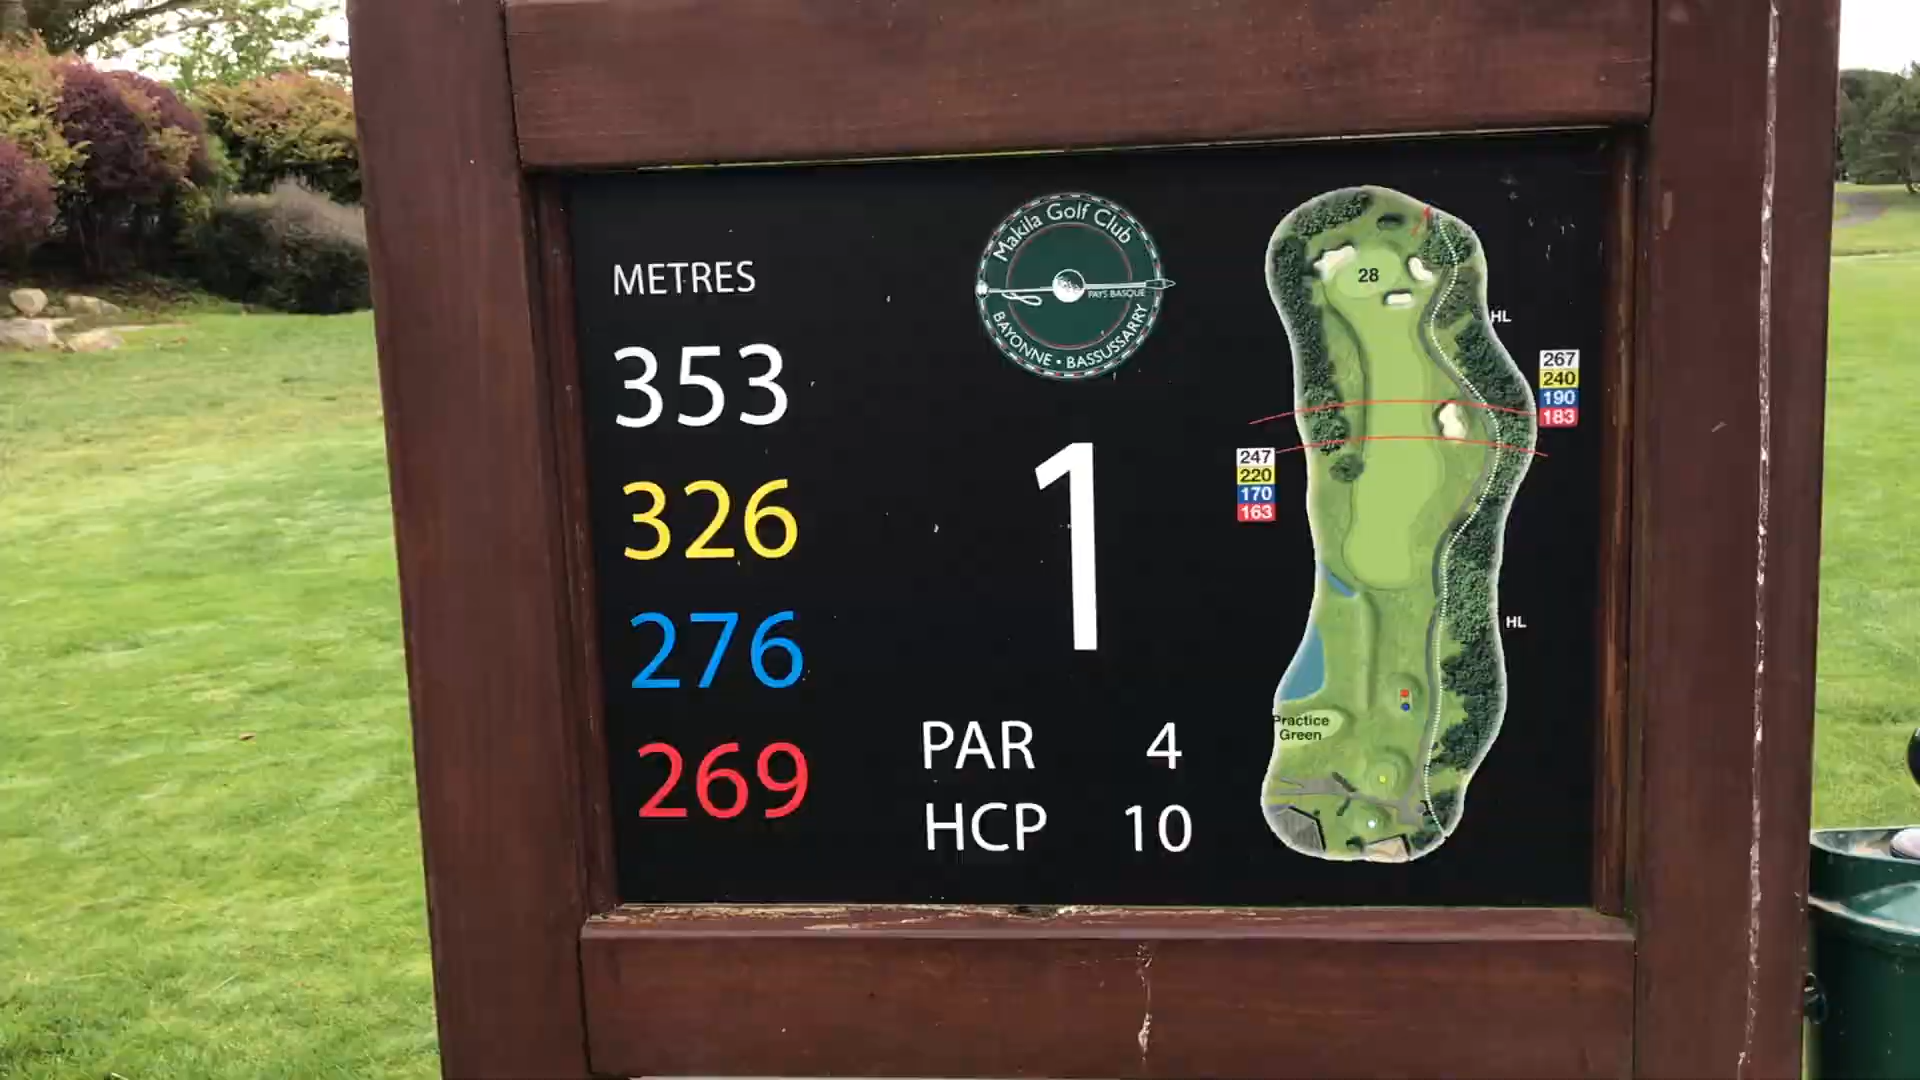 METRES
353
326
276
269
Makila Golf Club
PAYS BASQUE
BAYONNE • BASSUSSARRY
1
PAR 4
HCP 10
28
HL
267
240
190
183
247
220
170
163
HL
Practice
Green